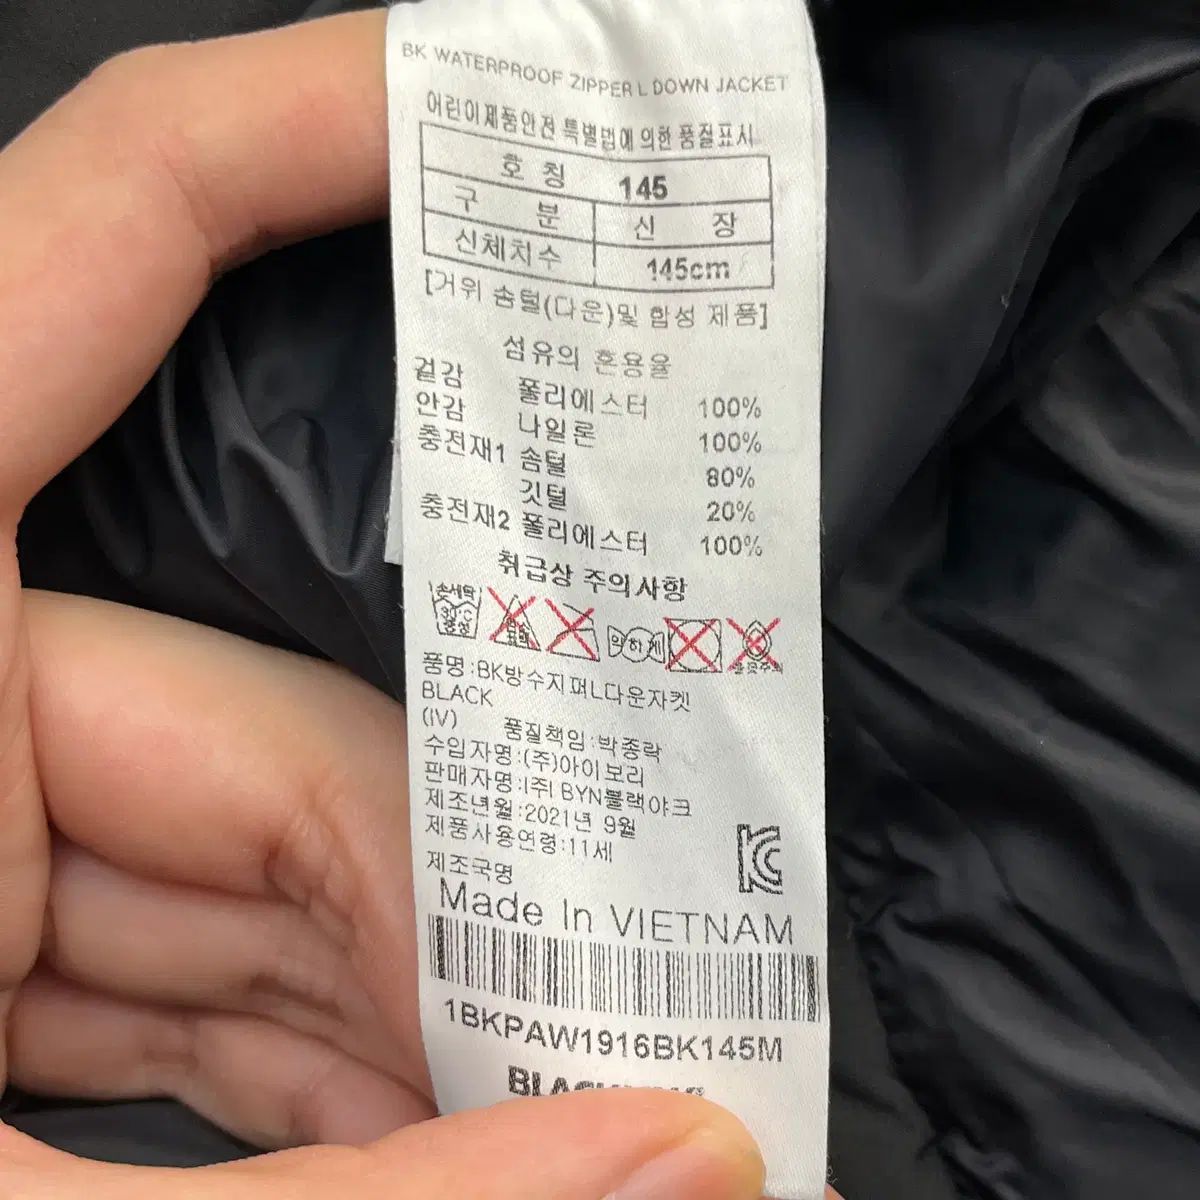 BK WATERPROOF ZIPPER L DOWN JACKET
어린이제품안전 특별법에 의한 품질표시
호 칭 145
구 분 신 장
신체치수 145cm
[거위 솜털(다운)및 합성 제품]
섬유의 혼용율
겉감 폴리에스터 100%
안감 나일론 100%
충전재1 솜털 80%
깃털 20%
충전재2 폴리에스터 100%
취급상 주의사항
손세탁
약하게
품명:BK방수지퍼L다운자켓
BLACK
(IV) 품질책임:박종락
수입자명:(주)아이보리
판매자명:(주)BYN블랙야크
제조년월:2021년 9월
제품사용연령:11세
제조국명
Made In VIETNAM
1BKPAW1916BK145M